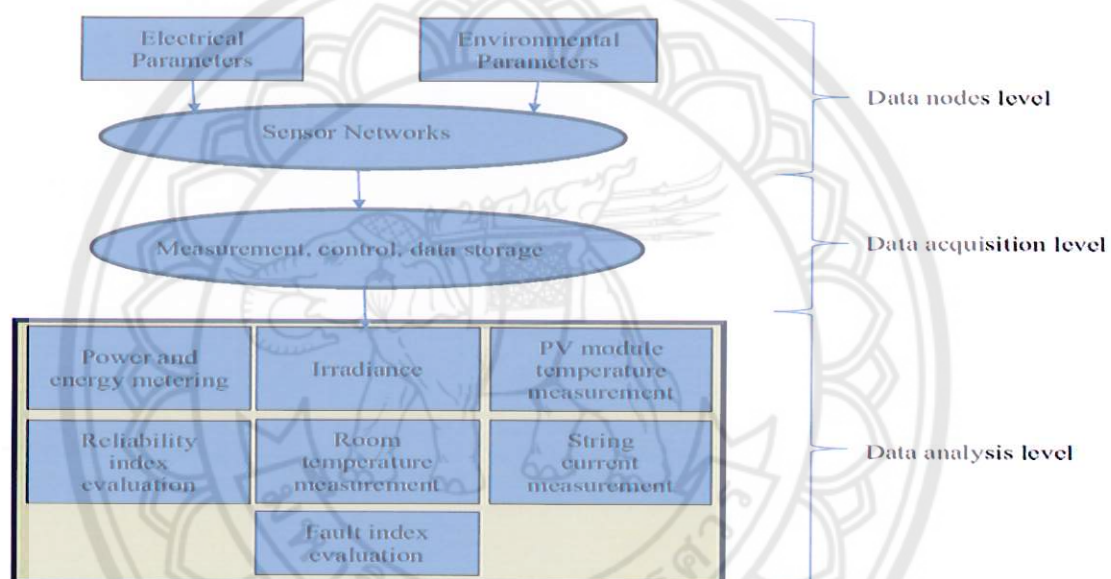 Electrical
Parameters
Environmental
Parameters
Data nodes level
Sensor Networks
Measurement, control, data storage
Data acquisition level
Power and
energy metering
Irradiance
PV module
temperature
measurement
Reliability
index
evaluation
Room
temperature
measurement
String
current
measurement
Data analysis level
Fault index
evaluation